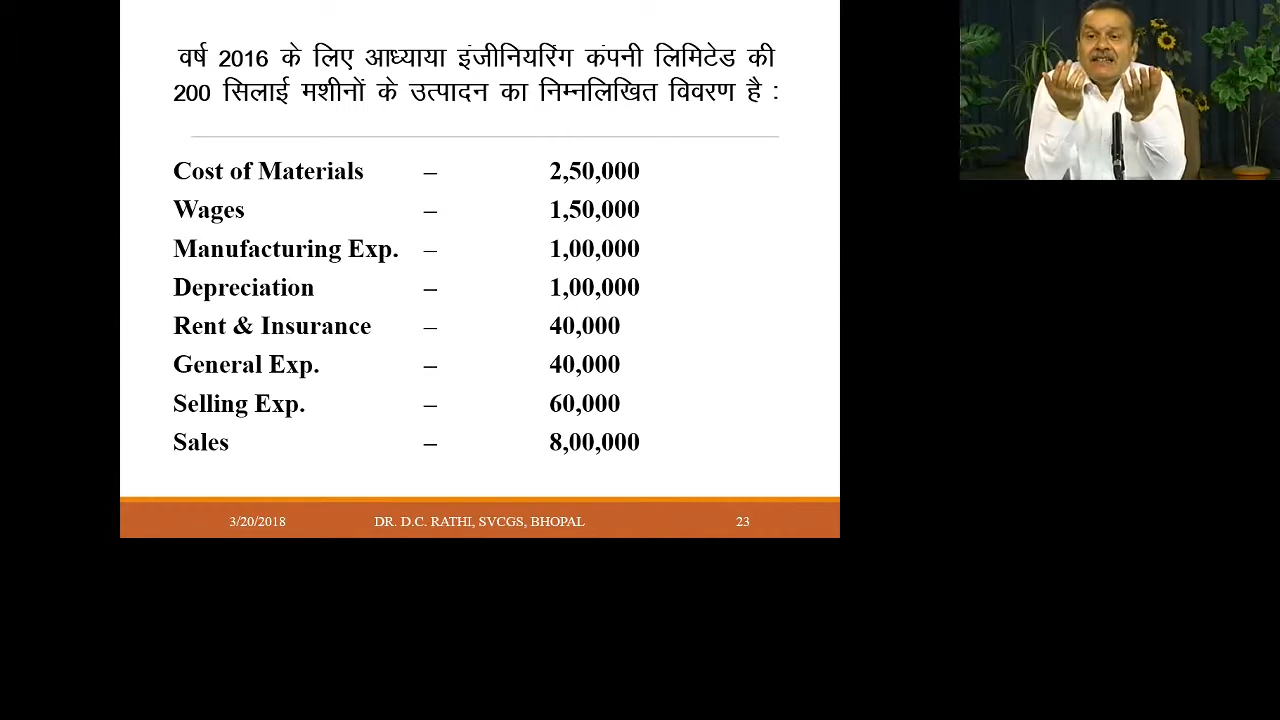 वर्ष 2016 के लिए आध्याया इंजीनियरिंग कंपनी लिमिटेड की
200 सिलाई मशीनों के उत्पादन का निम्नलिखित विवरण है :
Cost of Materials – 2,50,000
Wages – 1,50,000
Manufacturing Exp. – 1,00,000
Depreciation – 1,00,000
Rent & Insurance – 40,000
General Exp. – 40,000
Selling Exp. – 60,000
Sales – 8,00,000
3/20/2018 DR. D.C. RATHI, SVCGS, BHOPAL 23